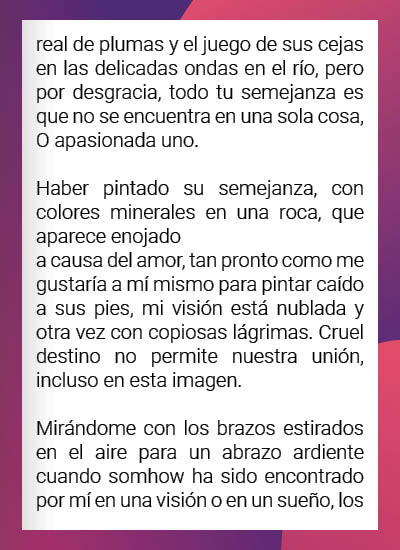 real de plumas y el juego de sus cejas
en las delicadas ondas en el río, pero
por desgracia, todo tu semejanza es
que no se encuentra en una sola cosa,
O apasionada uno.
Haber pintado su semejanza, con
colores minerales en una roca, que
aparece enojado
a causa del amor, tan pronto como me
gustaría a mí mismo para pintar caído
a sus pies, mi visión está nublada y
otra vez con copiosas lágrimas. Cruel
destino no permite nuestra unión,
incluso en esta imagen.
Mirándome con los brazos estirados
en el aire para un abrazo ardiente
cuando somhow ha sido encontrado
por mí en una visión o en un sueño, los